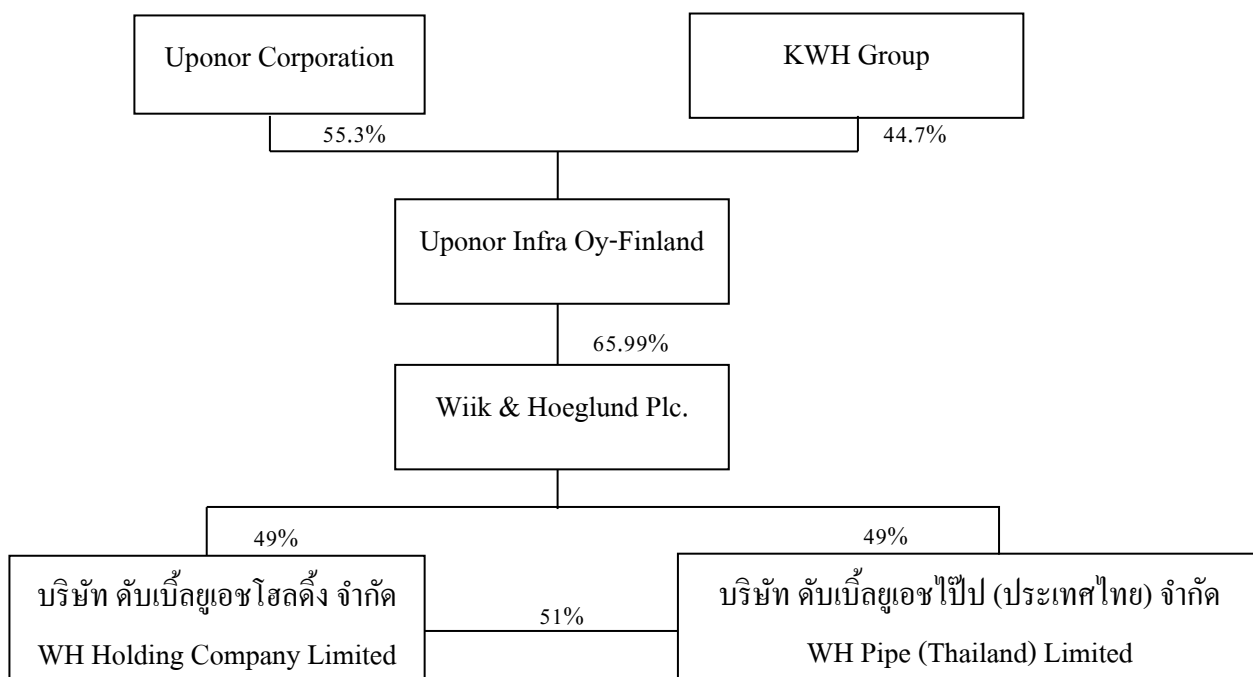 Uponor Corporation
KWH Group
55.3%
44.7%
Uponor Infra Oy-Finland
65.99%
Wiik & Hoeglund Plc.
49%
49%
บริษัท ดับเบิ้ลยูเอชโฮลดิ้ง จำกัด
WH Holding Company Limited
51%
บริษัท ดับเบิ้ลยูเอชไป๊ป (ประเทศไทย) จำกัด
WH Pipe (Thailand) Limited